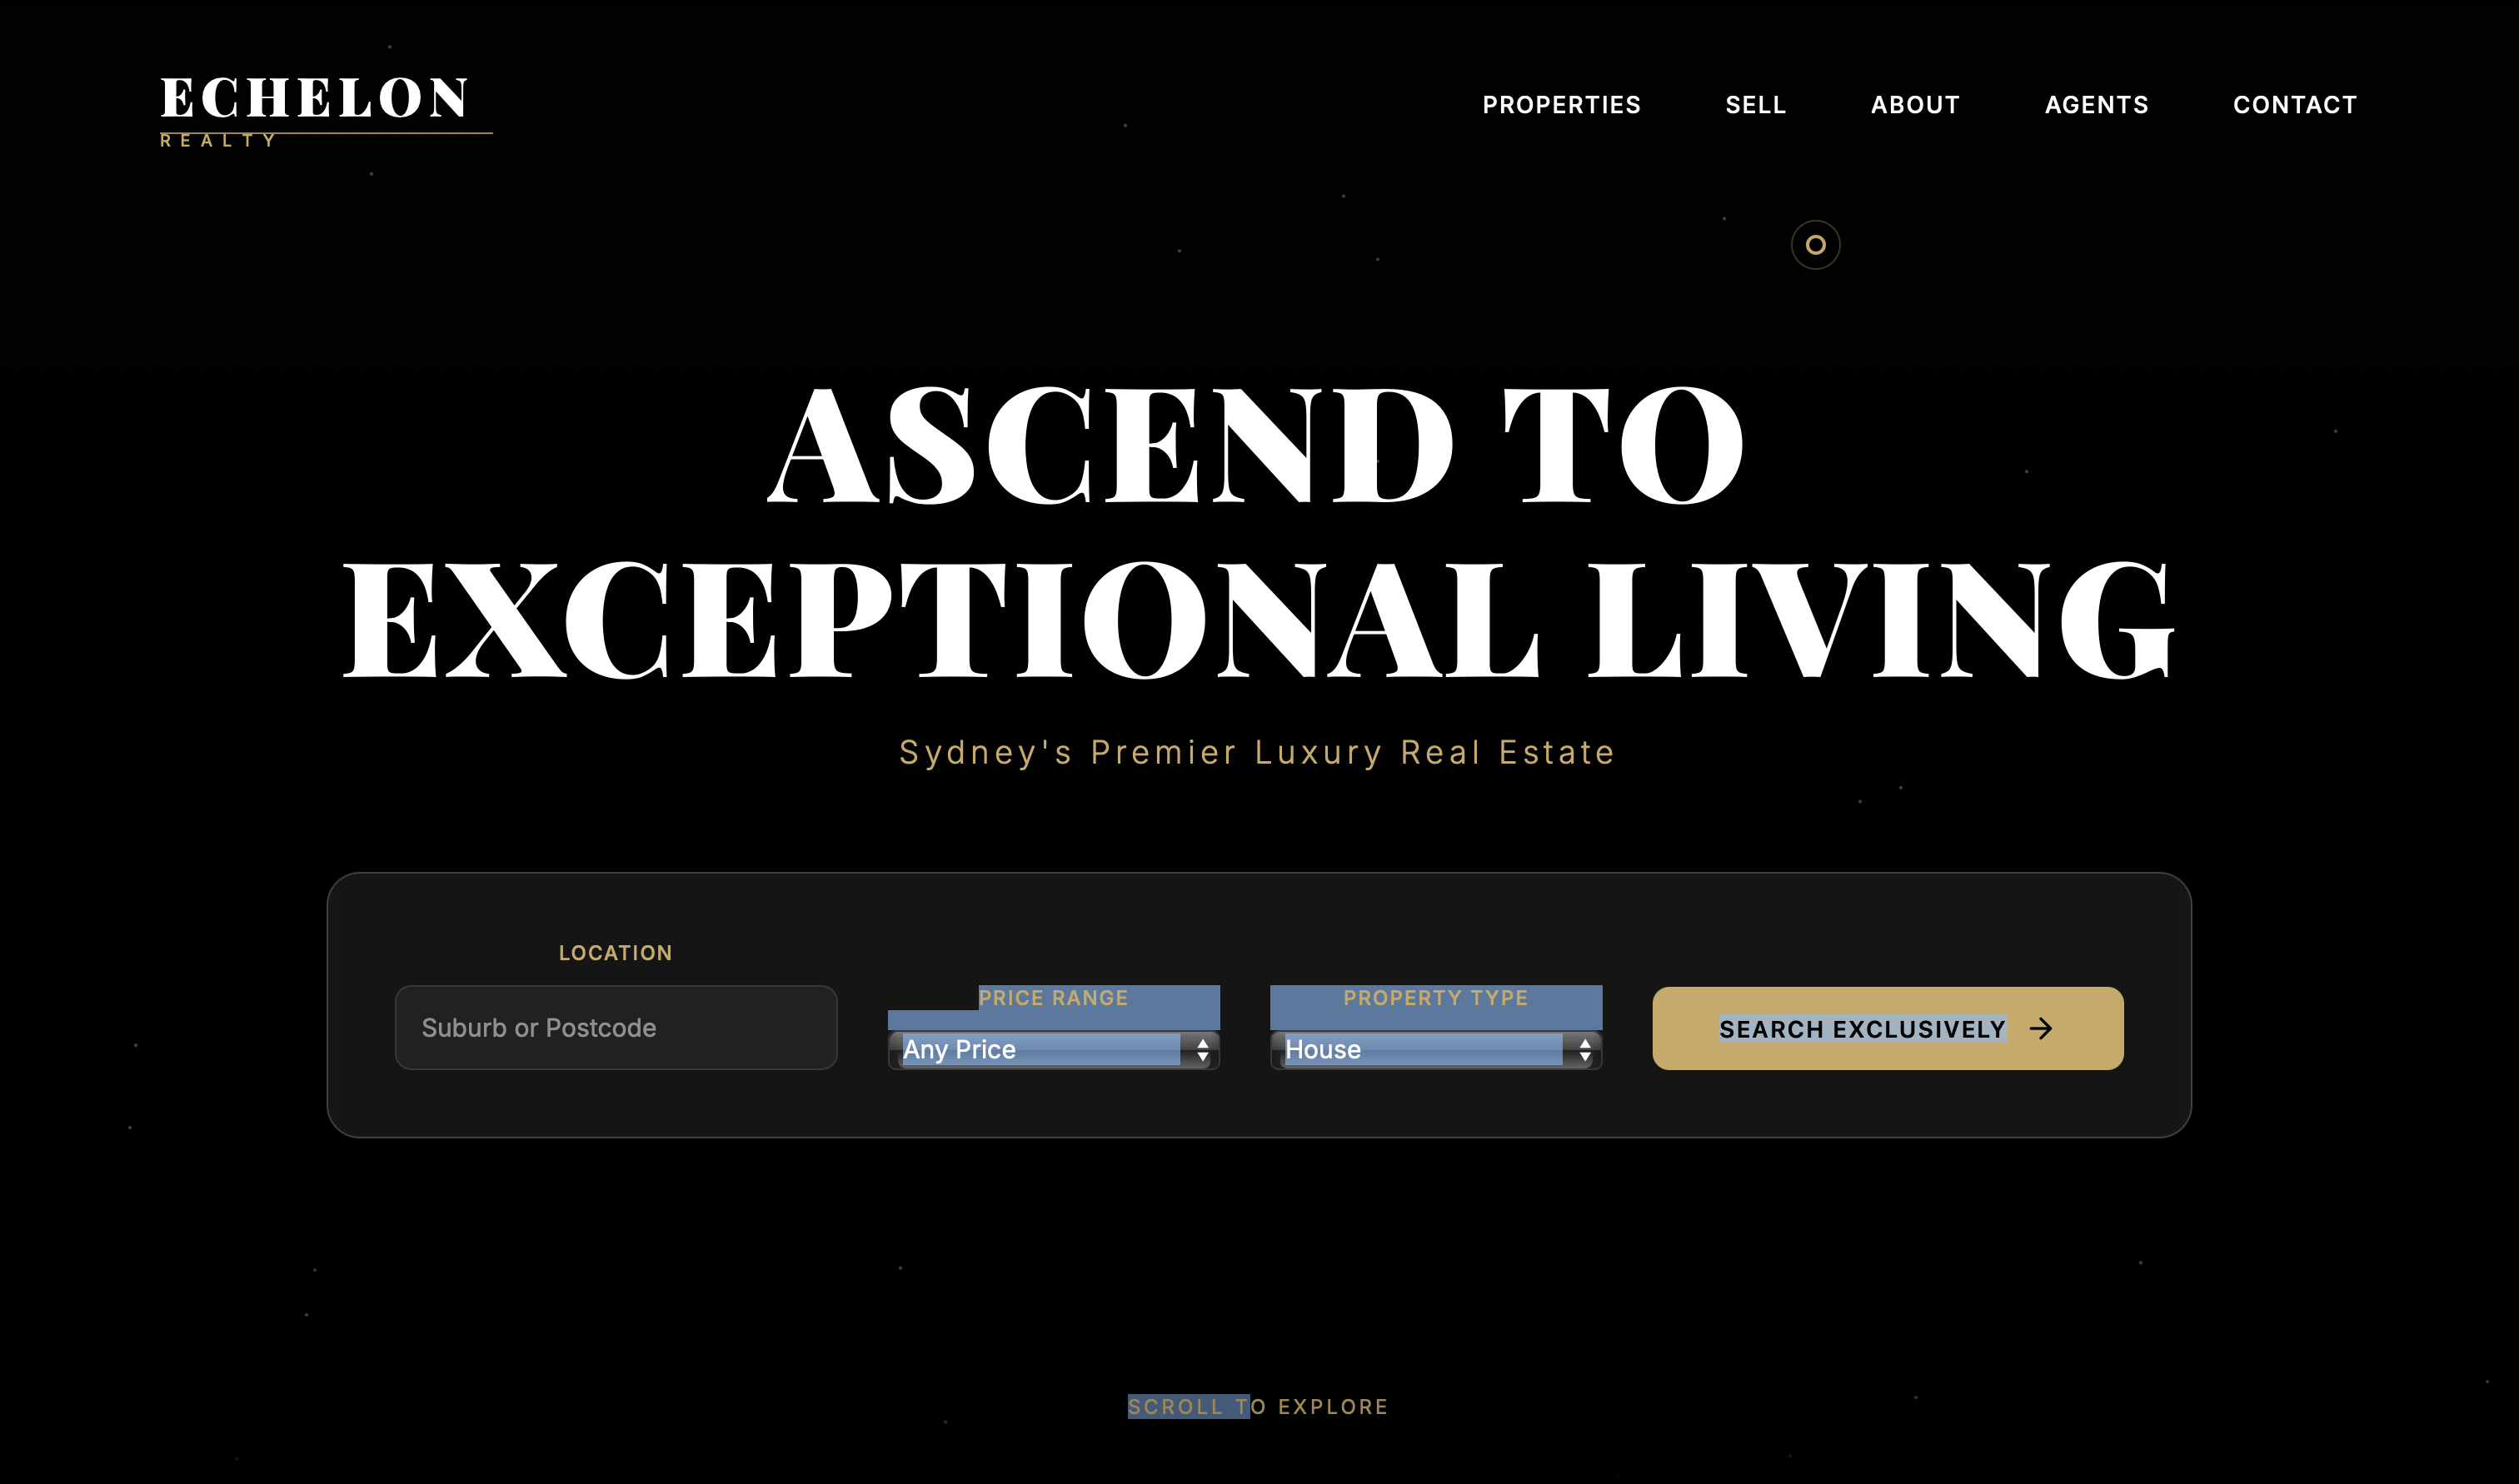 ECHELON
REALTY
PROPERTIES
SELL
ABOUT
AGENTS
CONTACT
ASCEND TO
EXCEPTIONAL LIVING
Sydney's Premier Luxury Real Estate
LOCATION
Suburb or Postcode
PRICE RANGE
Any Price
PROPERTY TYPE
House
SEARCH EXCLUSIVELY
SCROLL TO EXPLORE